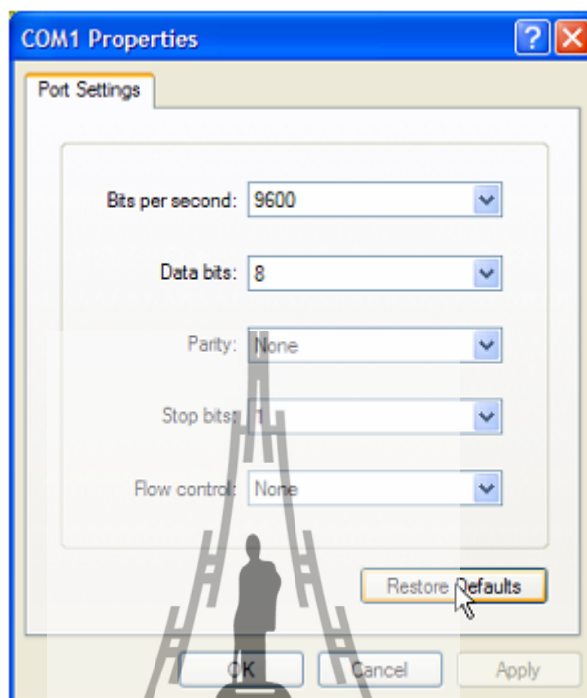 COM1 Properties
Port Settings
Bits per second: 9600
Data bits: 8
Parity: None
Stop bits: 1
Flow control: None
Restore Defaults
OK Cancel Apply